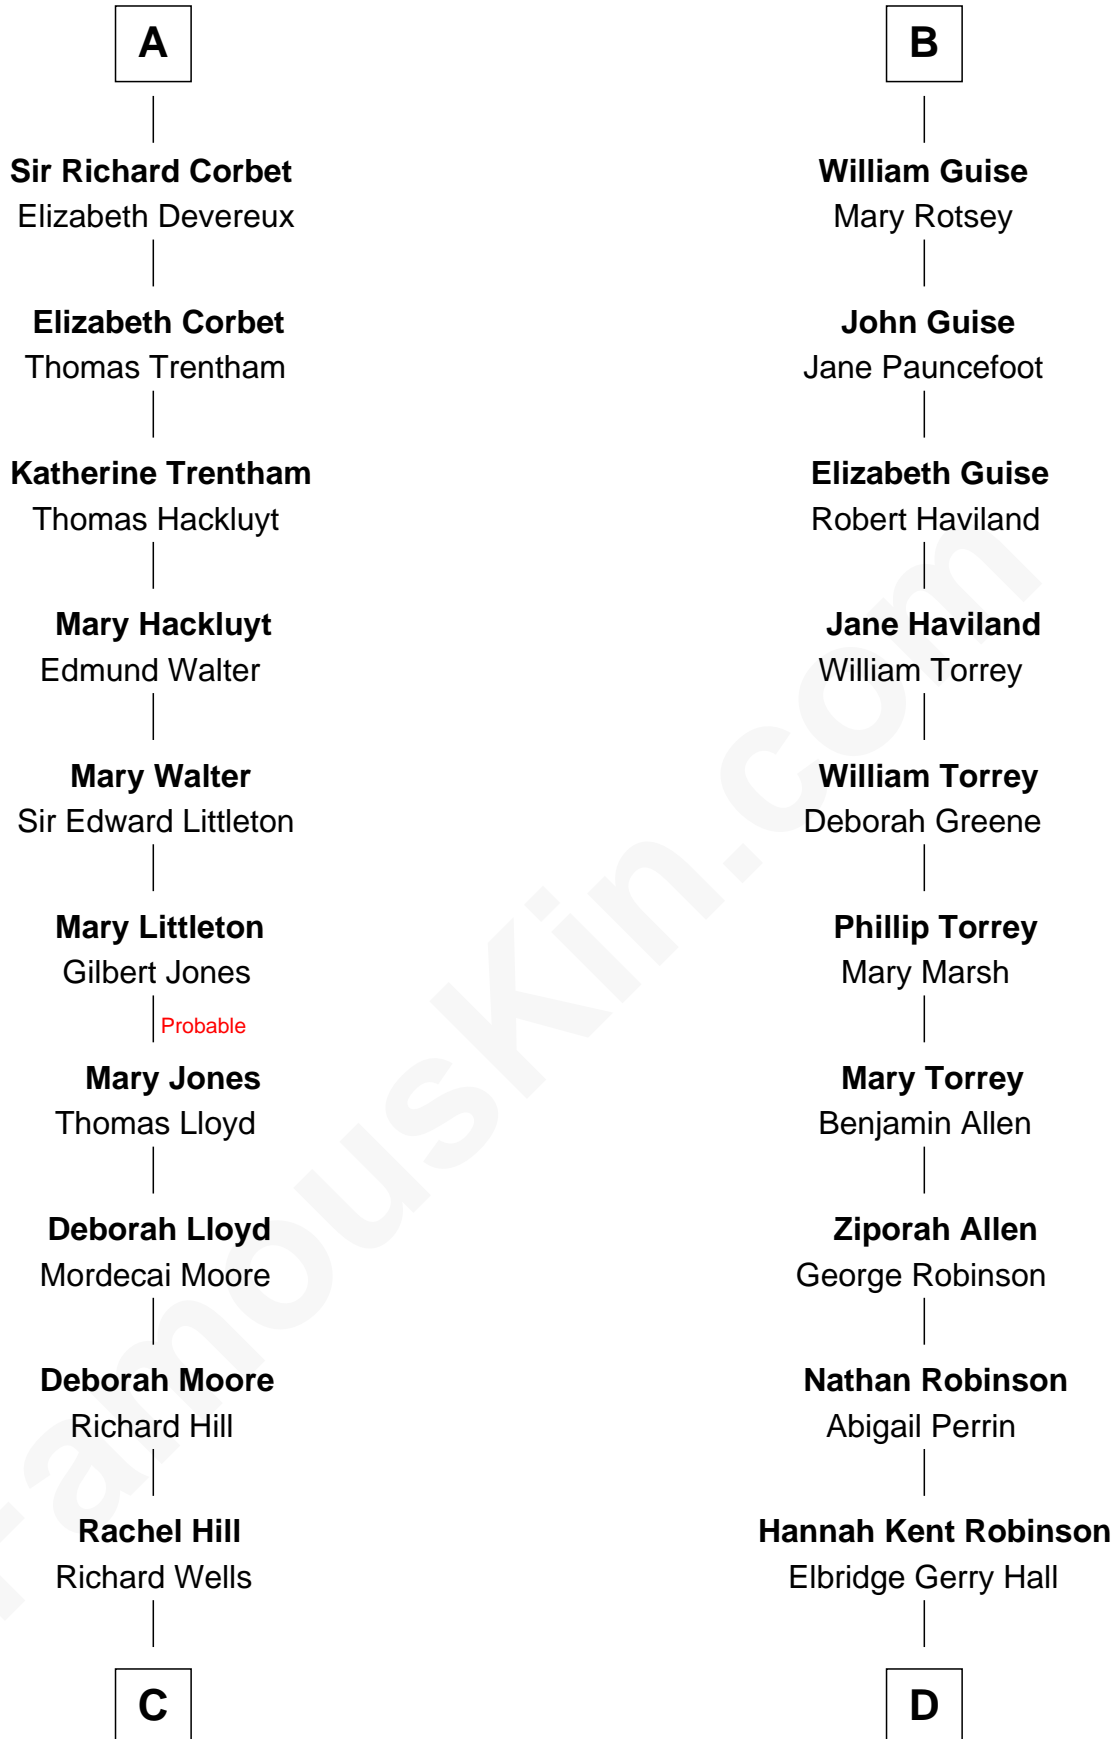 A
Sir Richard Corbet
Elizabeth Devereux
Elizabeth Corbet
Thomas Trentham
Katherine Trentham
Thomas Hackluyt
Mary Hackluyt
Edmund Walter
Mary Walter
Sir Edward Littleton
Mary Littleton
Gilbert Jones
Probable
Mary Jones
Thomas Lloyd
Deborah Lloyd
Mordecai Moore
Deborah Moore
Richard Hill
Rachel Hill
Richard Wells
C
B
William Guise
Mary Rotsey
John Guise
Jane Pauncefoot
Elizabeth Guise
Robert Haviland
Jane Haviland
William Torrey
William Torrey
Deborah Greene
Phillip Torrey
Mary Marsh
Mary Torrey
Benjamin Allen
Ziporah Allen
George Robinson
Nathan Robinson
Abigail Perrin
Hannah Kent Robinson
Elbridge Gerry Hall
D
FamousKin.com